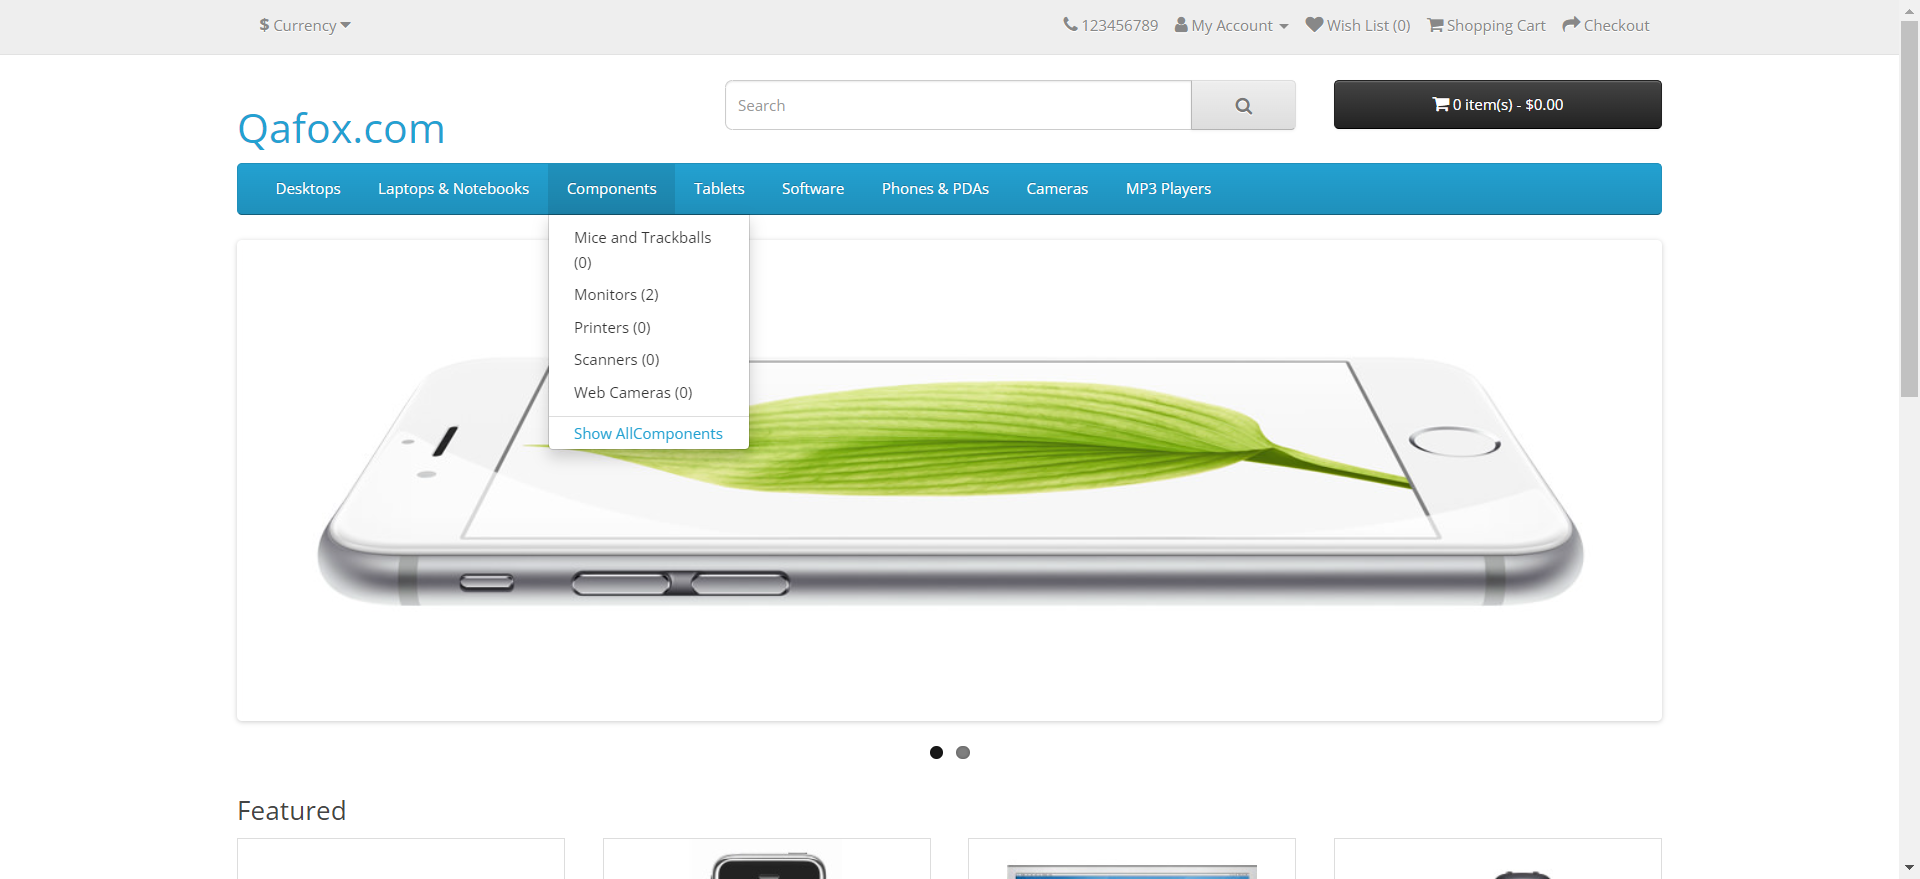 $ Currency
123456789 My Account Wish List (0) Shopping Cart Checkout
Qafox.com
Search
0 item(s) - $0.00
Desktops Laptops & Notebooks Components Tablets Software Phones & PDAs Cameras MP3 Players
Mice and Trackballs
(0)
Monitors (2)
Printers (0)
Scanners (0)
Web Cameras (0)
Show AllComponents
Featured